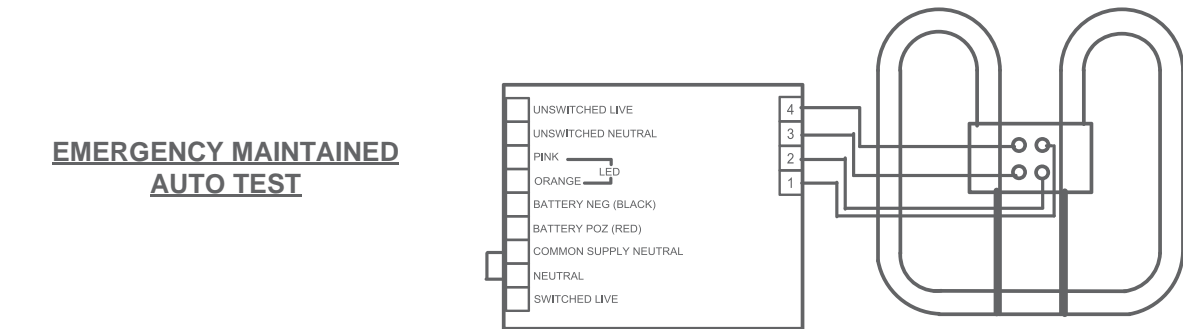 EMERGENCY MAINTAINED
AUTO TEST
UNSWITCHED LIVE
UNSWITCHED NEUTRAL
PINK
LED
ORANGE
BATTERY NEG (BLACK)
BATTERY POZ (RED)
COMMON SUPPLY NEUTRAL
NEUTRAL
SWITCHED LIVE
4
3
2
1